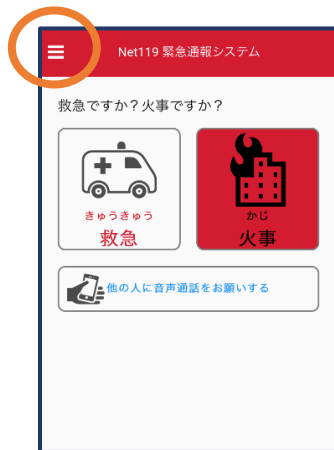 Net119 緊急通報システム
救急ですか？火事ですか？
きゅうきゅう
救急
かじ
火事
他の人に音声通話をお願いする